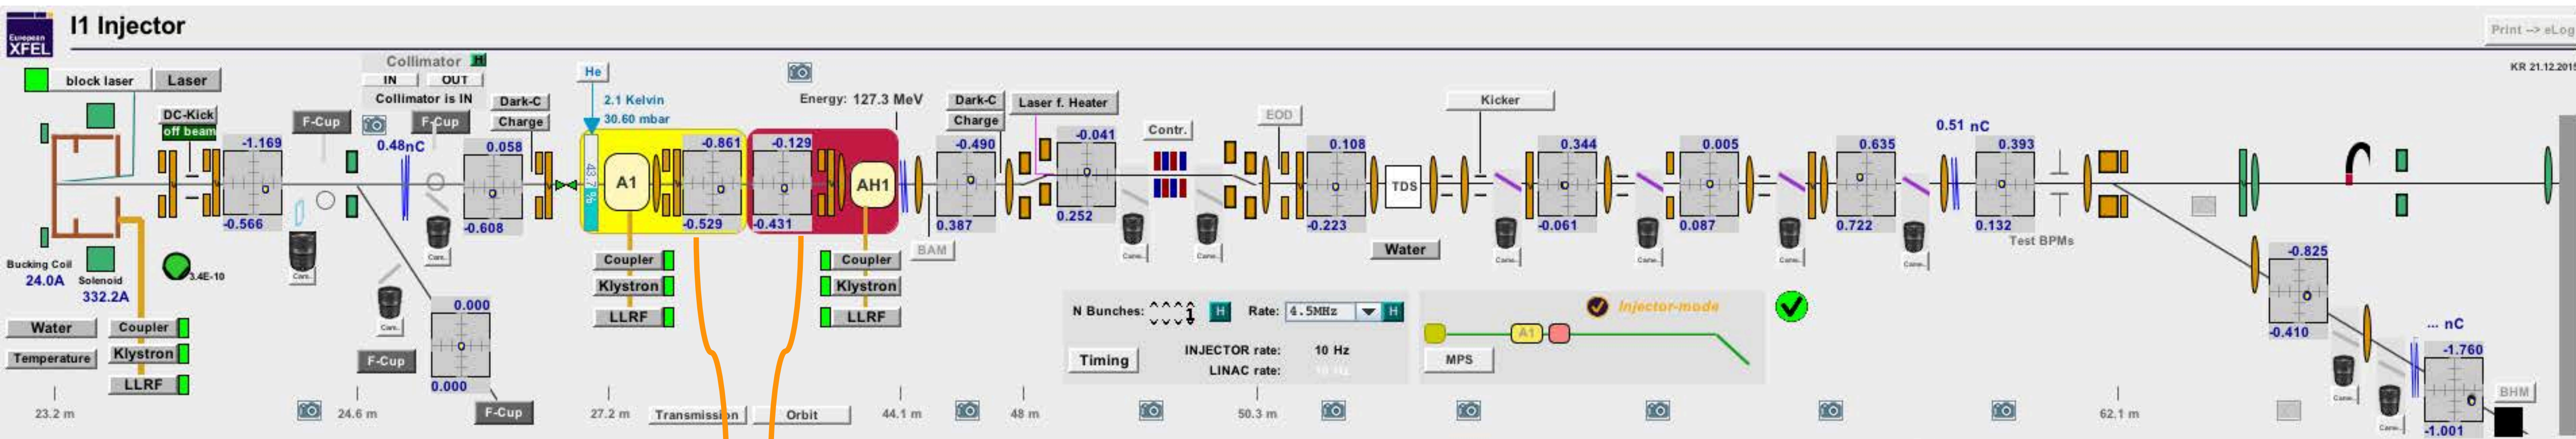 European
XFEL
I1 Injector
Print --> eLog
KR 21.12.2015
block laser
Laser
Collimator H
IN OUT
Collimator is IN
DC-Kick
off beam
F-Cup
F-Cup
Dark-C
Charge
He
2.1 Kelvin
30.60 mbar
Energy: 127.3 MeV
Dark-C
Charge
Laser f. Heater
Contr.
EOD
Kicker
0.51 nC
0.48nC
-1.169
-0.566
0.058
-0.608
A1
-0.861
-0.529
-0.129
-0.431
AH1
-0.490
0.387
-0.041
0.252
0.108
-0.223
TDS
0.344
-0.061
0.005
0.087
0.635
0.722
0.393
0.132
Test BPMs
Water
BAM
Bucking Coil
24.0A
Solenoid
332.2A
3.4E-10
Water
Temperature
Coupler
Klystron
LLRF
F-Cup
0.000
0.000
F-Cup
Coupler
Klystron
LLRF
Coupler
Klystron
LLRF
N Bunches: 1 H Rate: 4.5MHz H
Timing
INJECTOR rate: 10 Hz
LINAC rate:
Injector-mode
A1
MPS
-0.825
-0.410
... nC
-1.760
-1.001
BHM
23.2 m
24.6 m
27.2 m
Transmission
Orbit
44.1 m
48 m
50.3 m
62.1 m